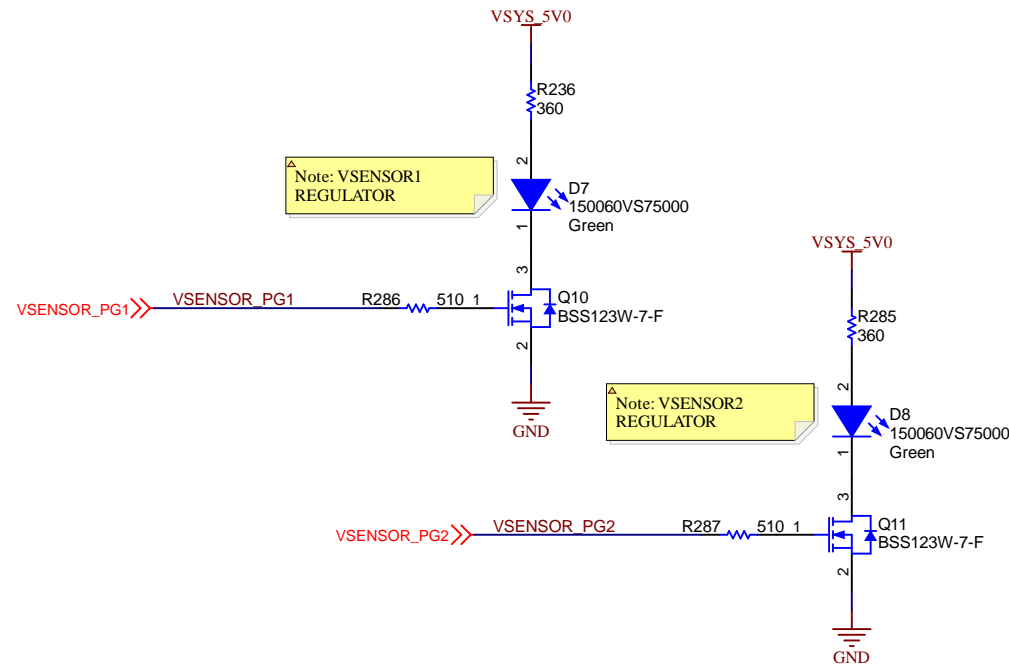 VSYS_5V0
R236
360
2
Note: VSENSOR1
REGULATOR
D7
150060VS75000
Green
1
3
VSENSOR_PG1
VSENSOR_PG1
R286
510
1
Q10
BSS123W-7-F
2
GND
VSYS_5V0
R285
360
2
Note: VSENSOR2
REGULATOR
D8
150060VS75000
Green
1
3
VSENSOR_PG2
VSENSOR_PG2
R287
510
1
Q11
BSS123W-7-F
2
GND